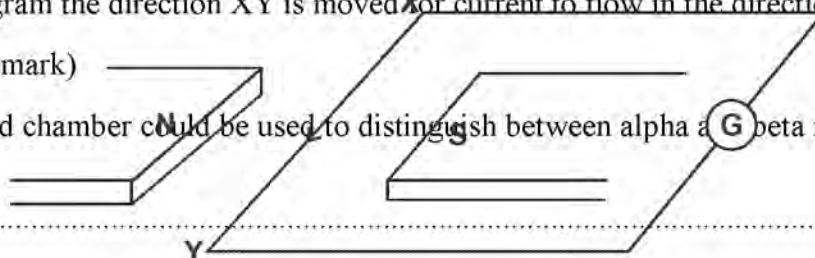 gram the direction XY is moved for current to flow in the directio
X
mark)
N
S
G
d chamber could be used to distinguish between alpha a beta
Y